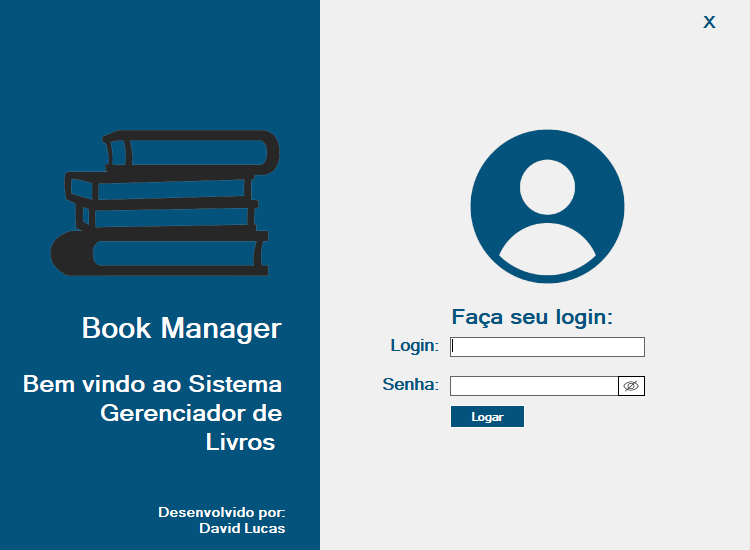 X
Book Manager
Bem vindo ao Sistema
Gerenciador de
Livros
Desenvolvido por:
David Lucas
Faça seu login:
Login:
Senha:
Logar